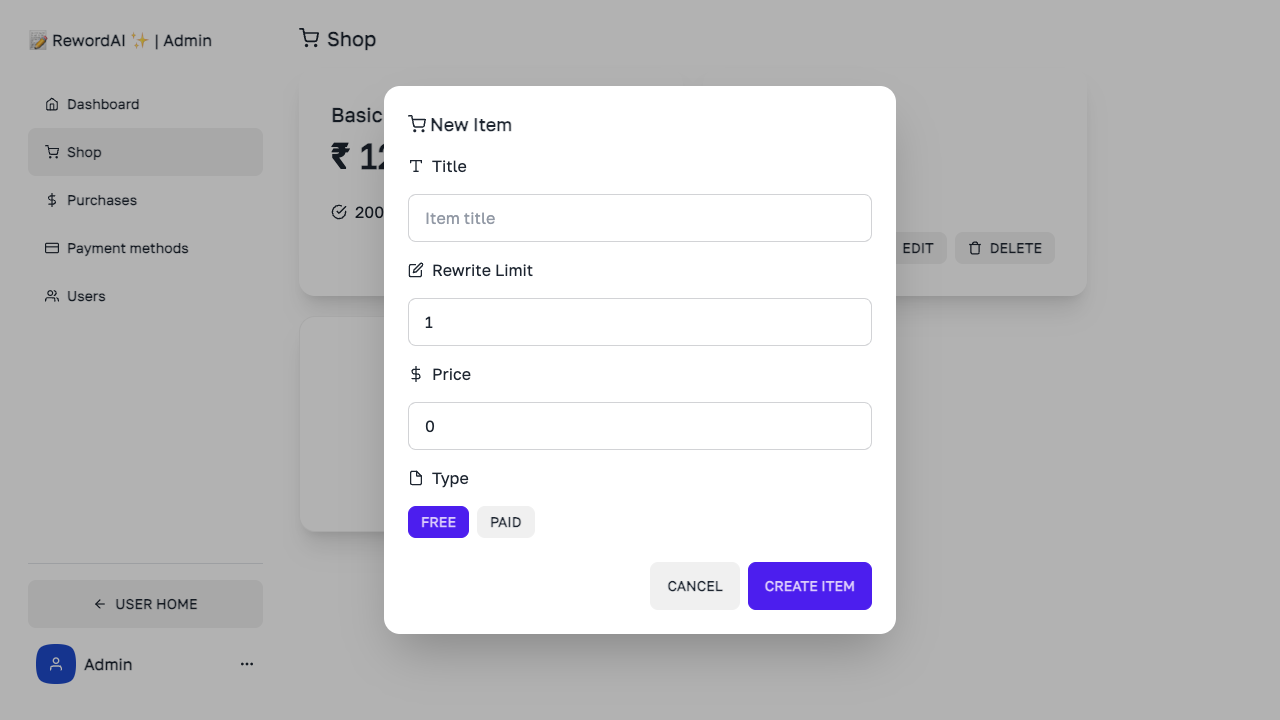 📝 RewordAI ✨ | Admin
Dashboard
Shop
Purchases
Payment methods
Users
← USER HOME
Admin
Shop
Basic
₹
200
EDIT
DELETE
New Item
Title
Item title
Rewrite Limit
1
Price
0
Type
FREE
PAID
CANCEL
CREATE ITEM